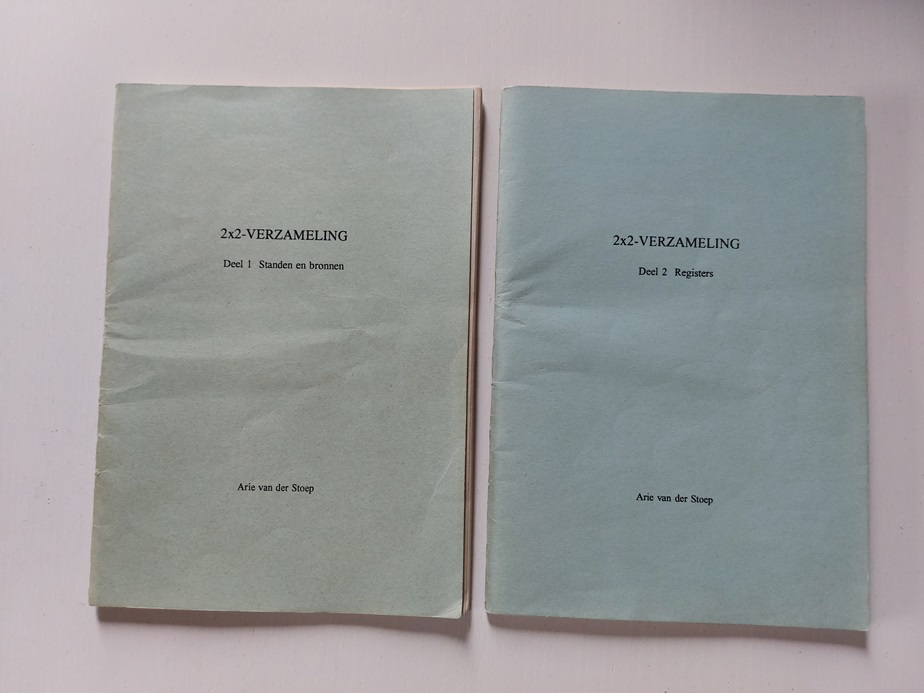 2x2-VERZAMELING
Deel 1 Standen en bronnen
Arie van der Stoep
2x2-VERZAMELING
Deel 2 Registers
Arie van der Stoep